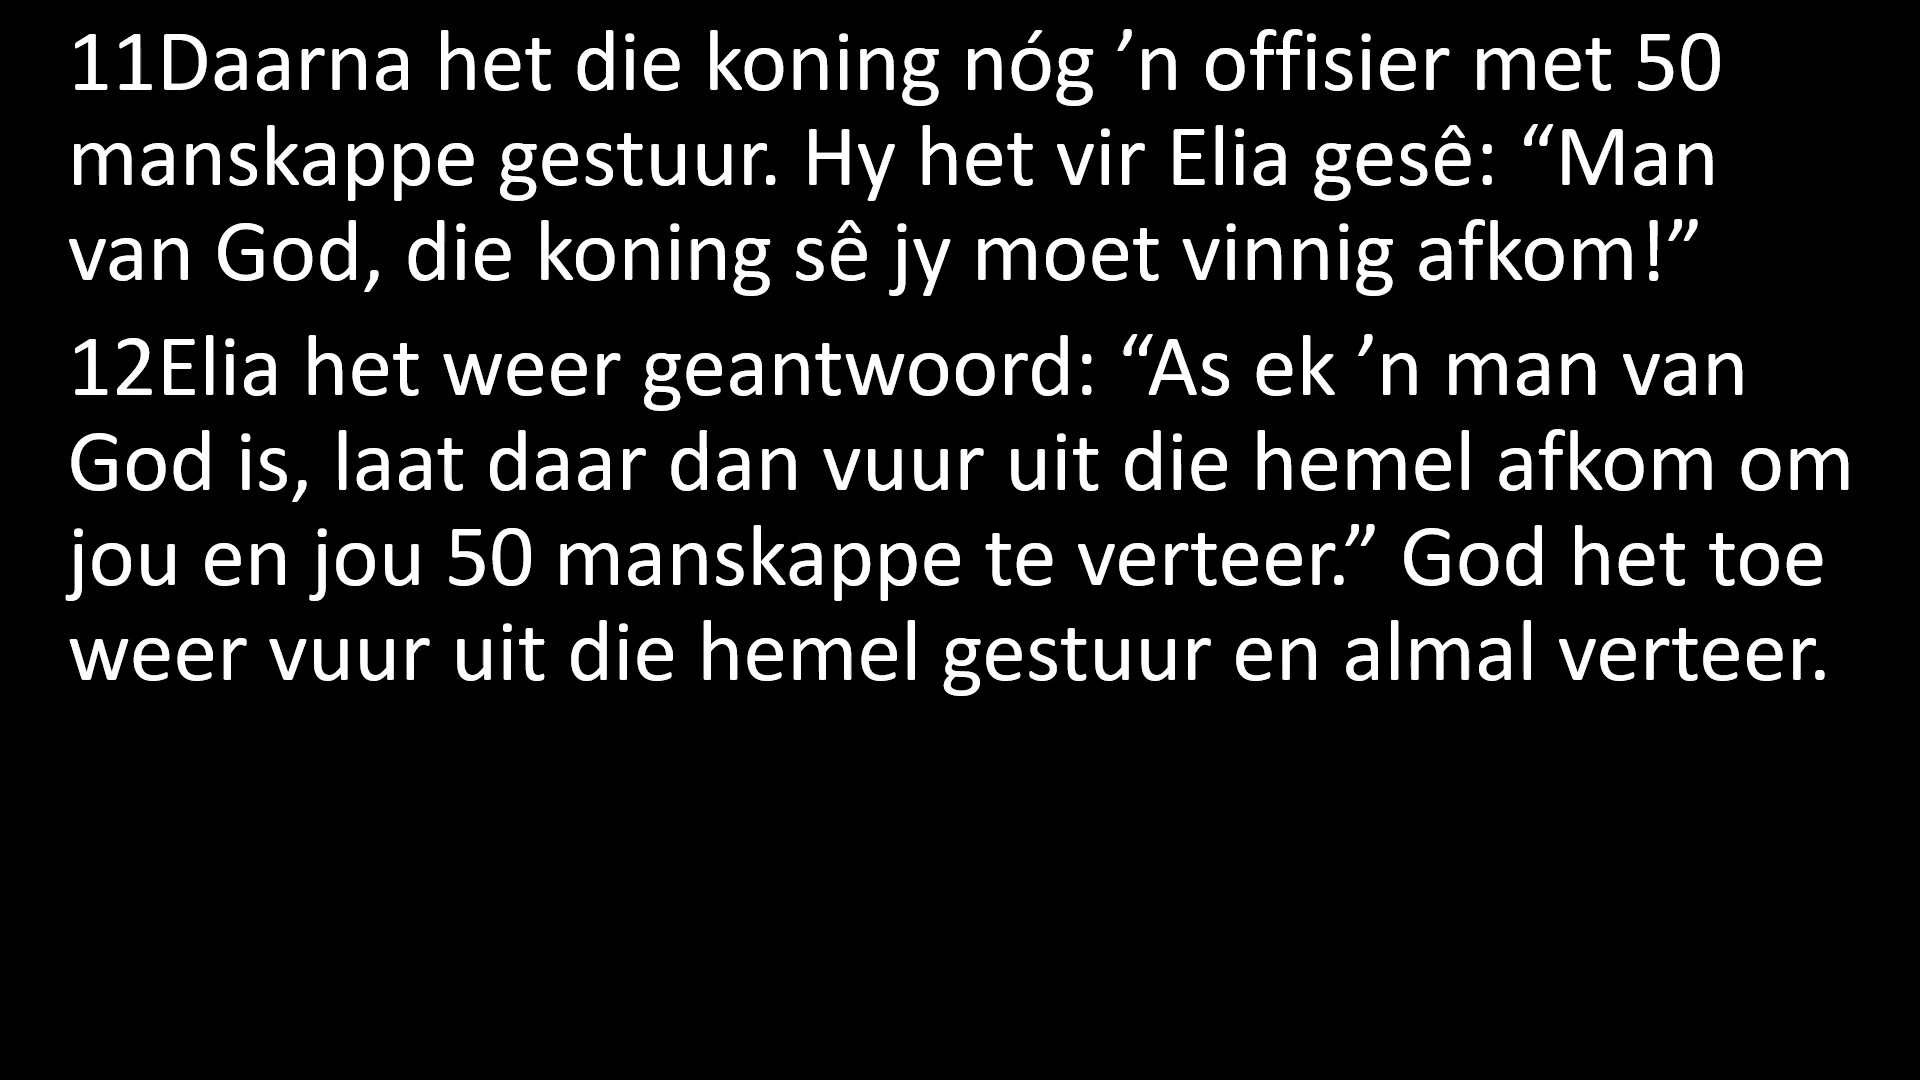 11Daarna het die koning nóg ’n offisier met 50
manskappe gestuur. Hy het vir Elia gesê: “Man
van God, die koning sê jy moet vinnig afkom!”
12Elia het weer geantwoord: “As ek ’n man van
God is, laat daar dan vuur uit die hemel afkom om
jou en jou 50 manskappe te verteer.” God het toe
weer vuur uit die hemel gestuur en almal verteer.